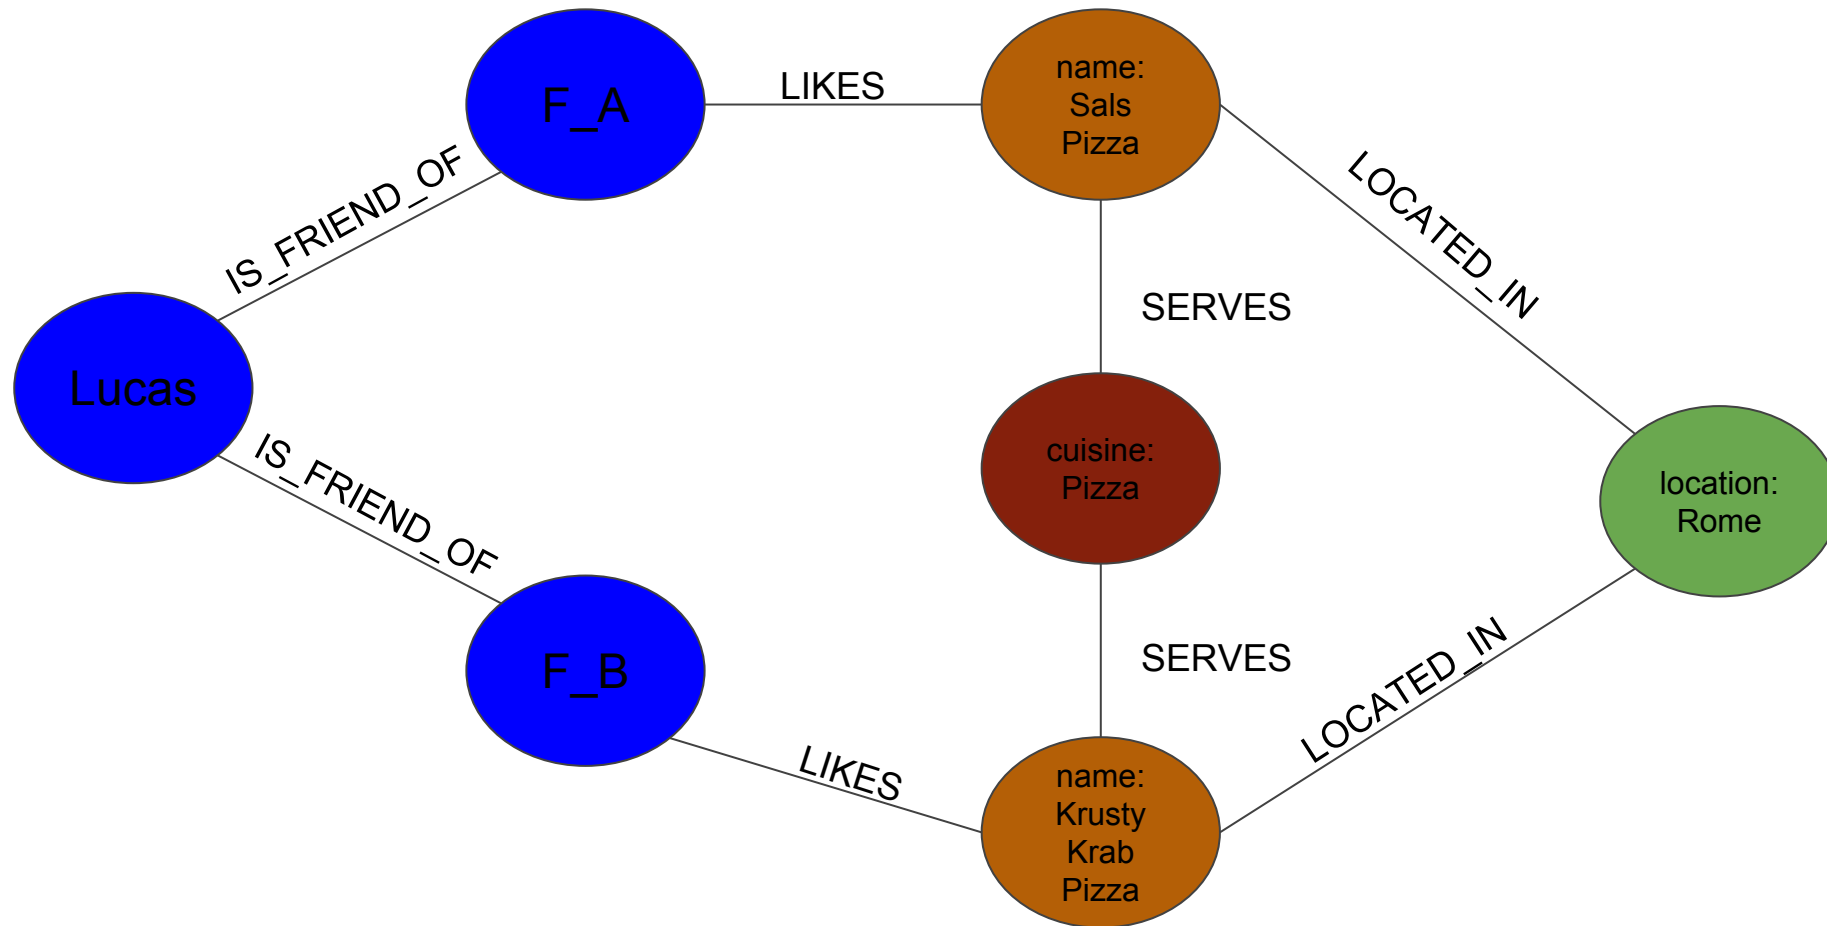 F_A
LIKES
name:
Sals
Pizza
IS_FRIEND_OF
LOCATED_IN
SERVES
Lucas
cuisine:
Pizza
location:
Rome
IS_FRIEND_OF
F_B
SERVES
LOCATED_IN
LIKES
name:
Krusty
Krab
Pizza